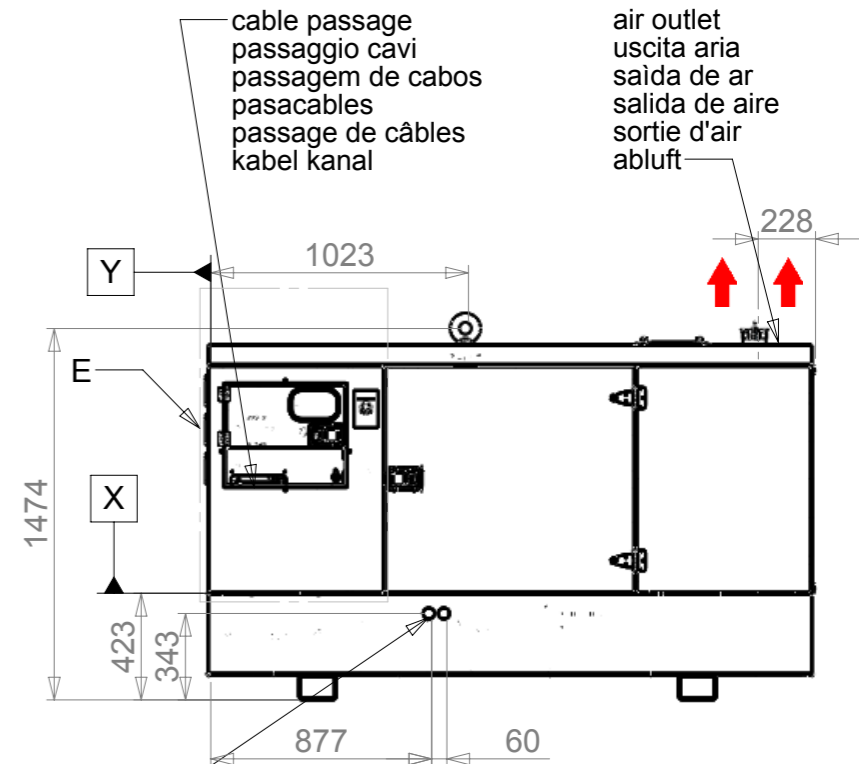 cable passage
passaggio cavi
passagem de cabos
pasacables
passage de câbles
kabel kanal
air outlet
uscita aria
saìda de ar
salida de aire
sortie d'air
abluft
228
1023
Y
E
X
1474
423
343
877
60